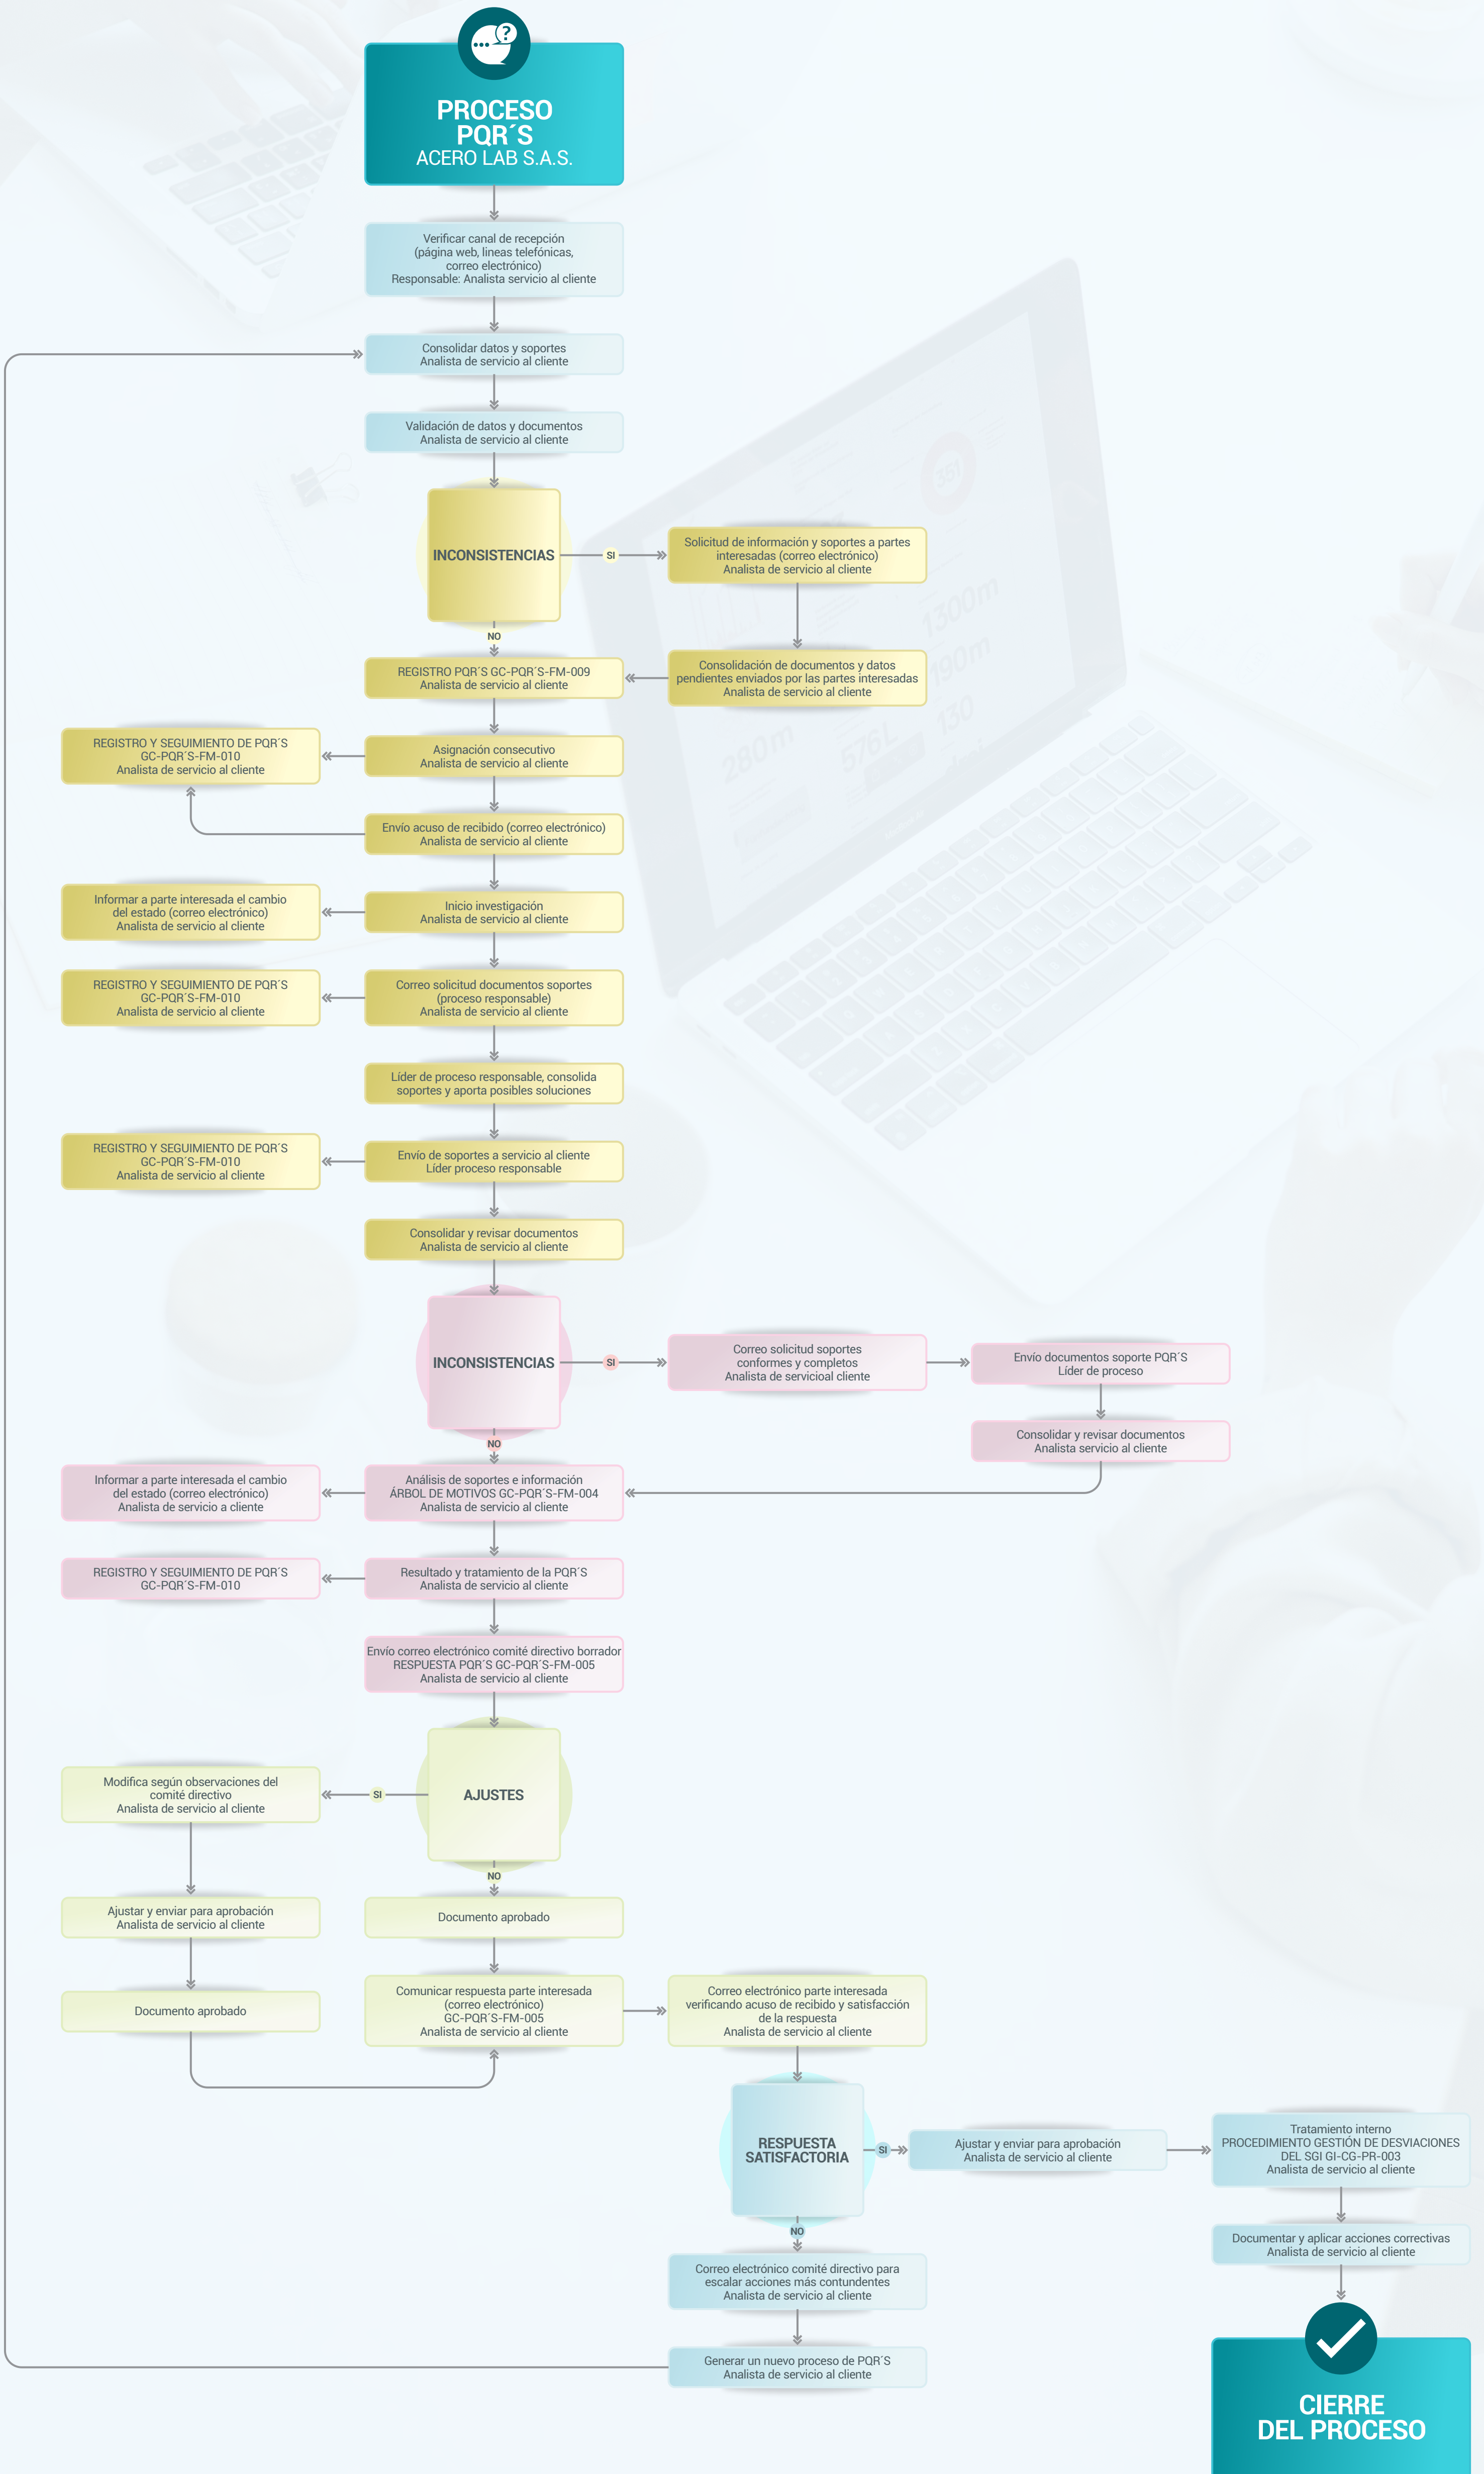 ?
PROCESO
PQR´S
ACERO LAB S.A.S.
Verificar canal de recepción
(página web, lineas telefónicas,
correo electrónico)
Responsable: Analista servicio al cliente
Consolidar datos y soportes
Analista de servicio al cliente
Validación de datos y documentos
Analista de servicio al cliente
INCONSISTENCIAS
SI
Solicitud de información y soportes a partes
interesadas (correo electrónico)
Analista de servicio al cliente
NO
Consolidación de documentos y datos
pendientes enviados por las partes interesadas
Analista de servicio al cliente
REGISTRO PQR´S GC-PQR´S-FM-009
Analista de servicio al cliente
Asignación consecutivo
Analista de servicio al cliente
REGISTRO Y SEGUIMIENTO DE PQR´S
GC-PQR´S-FM-010
Analista de servicio al cliente
Envío acuso de recibido (correo electrónico)
Analista de servicio al cliente
Inicio investigación
Analista de servicio al cliente
Informar a parte interesada el cambio
del estado (correo electrónico)
Analista de servicio al cliente
Correo solicitud documentos soportes
(proceso responsable)
Analista de servicio al cliente
REGISTRO Y SEGUIMIENTO DE PQR´S
GC-PQR´S-FM-010
Analista de servicio al cliente
Líder de proceso responsable, consolida
soportes y aporta posibles soluciones
Envío de soportes a servicio al cliente
Líder proceso responsable
REGISTRO Y SEGUIMIENTO DE PQR´S
GC-PQR´S-FM-010
Analista de servicio al cliente
Consolidar y revisar documentos
Analista de servicio al cliente
INCONSISTENCIAS
SI
Correo solicitud soportes
conformes y completos
Analista de servicioal cliente
Envío documentos soporte PQR´S
Líder de proceso
Consolidar y revisar documentos
Analista servicio al cliente
NO
Análisis de soportes e información
ÁRBOL DE MOTIVOS GC-PQR´S-FM-004
Analista de servicio al cliente
Informar a parte interesada el cambio
del estado (correo electrónico)
Analista de servicio a cliente
Resultado y tratamiento de la PQR´S
Analista de servicio al cliente
REGISTRO Y SEGUIMIENTO DE PQR´S
GC-PQR´S-FM-010
Envío correo electrónico comité directivo borrador
RESPUESTA PQR´S GC-PQR´S-FM-005
Analista de servicio al cliente
AJUSTES
SI
Modifica según observaciones del
comité directivo
Analista de servicio al cliente
NO
Ajustar y enviar para aprobación
Analista de servicio al cliente
Documento aprobado
Documento aprobado
Comunicar respuesta parte interesada
(correo electrónico)
GC-PQR´S-FM-005
Analista de servicio al cliente
Correo electrónico parte interesada
verificando acuso de recibido y satisfacción
de la respuesta
Analista de servicio al cliente
RESPUESTA
SATISFACTORIA
SI
Ajustar y enviar para aprobación
Analista de servicio al cliente
Tratamiento interno
PROCEDIMIENTO GESTIÓN DE DESVIACIONES
DEL SGI GI-CG-PR-003
Analista de servicio al cliente
Documentar y aplicar acciones correctivas
Analista de servicio al cliente
NO
Correo electrónico comité directivo para
escalar acciones más contundentes
Analista de servicio al cliente
Generar un nuevo proceso de PQR´S
Analista de servicio al cliente
CIERRE
DEL PROCESO
351
1300m
190m
130
280m
576L